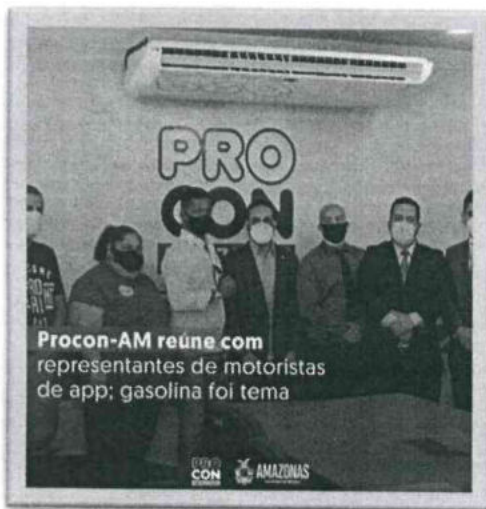 PRO
CON
Procon-AM reúne com
representantes de motoristas
de app; gasolina foi tema
PRO
CON
AMAZONAS